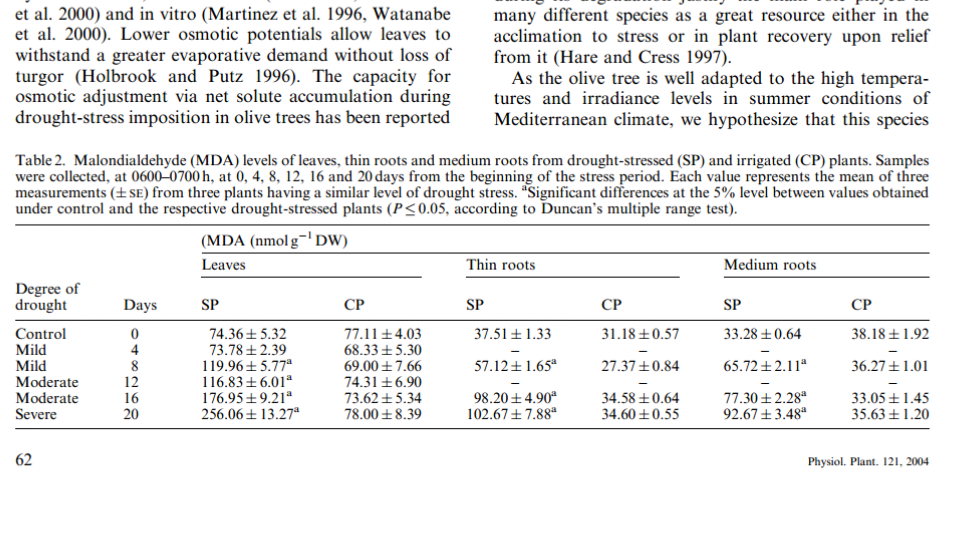 et al. 2000) and in vitro (Martinez et al. 1996, Watanabe
et al. 2000). Lower osmotic potentials allow leaves to
withstand a greater evaporative demand without loss of
turgor (Holbrook and Putz 1996). The capacity for
osmotic adjustment via net solute accumulation during
drought-stress imposition in olive trees has been reported
many different species as a great resource either in the
acclimation to stress or in plant recovery upon relief
from it (Hare and Cress 1997).
As the olive tree is well adapted to the high tempera-
tures and irradiance levels in summer conditions of
Mediterranean climate, we hypothesize that this species
Table 2. Malondialdehyde (MDA) levels of leaves, thin roots and medium roots from drought-stressed (SP) and irrigated (CP) plants. Samples
were collected, at 0600–0700 h, at 0, 4, 8, 12, 16 and 20 days from the beginning of the stress period. Each value represents the mean of three
measurements (± SE) from three plants having a similar level of drought stress. ᵃSignificant differences at the 5% level between values obtained
under control and the respective drought-stressed plants (P ≤ 0.05, according to Duncan's multiple range test).
(MDA (nmol g⁻¹ DW)
Leaves Thin roots Medium roots
Degree of
drought Days SP CP SP CP SP CP
Control 0 74.36 ± 5.32 77.11 ± 4.03 37.51 ± 1.33 31.18 ± 0.57 33.28 ± 0.64 38.18 ± 1.92
Mild 4 73.78 ± 2.39 68.33 ± 5.30 – – – –
Mild 8 119.96 ± 5.77ᵃ 69.00 ± 7.66 57.12 ± 1.65ᵃ 27.37 ± 0.84 65.72 ± 2.11ᵃ 36.27 ± 1.01
Moderate 12 116.83 ± 6.01ᵃ 74.31 ± 6.90 – – – –
Moderate 16 176.95 ± 9.21ᵃ 73.62 ± 5.34 98.20 ± 4.90ᵃ 34.58 ± 0.64 77.30 ± 2.28ᵃ 33.05 ± 1.45
Severe 20 256.06 ± 13.27ᵃ 78.00 ± 8.39 102.67 ± 7.88ᵃ 34.60 ± 0.55 92.67 ± 3.48ᵃ 35.63 ± 1.20
62 Physiol. Plant. 121, 2004